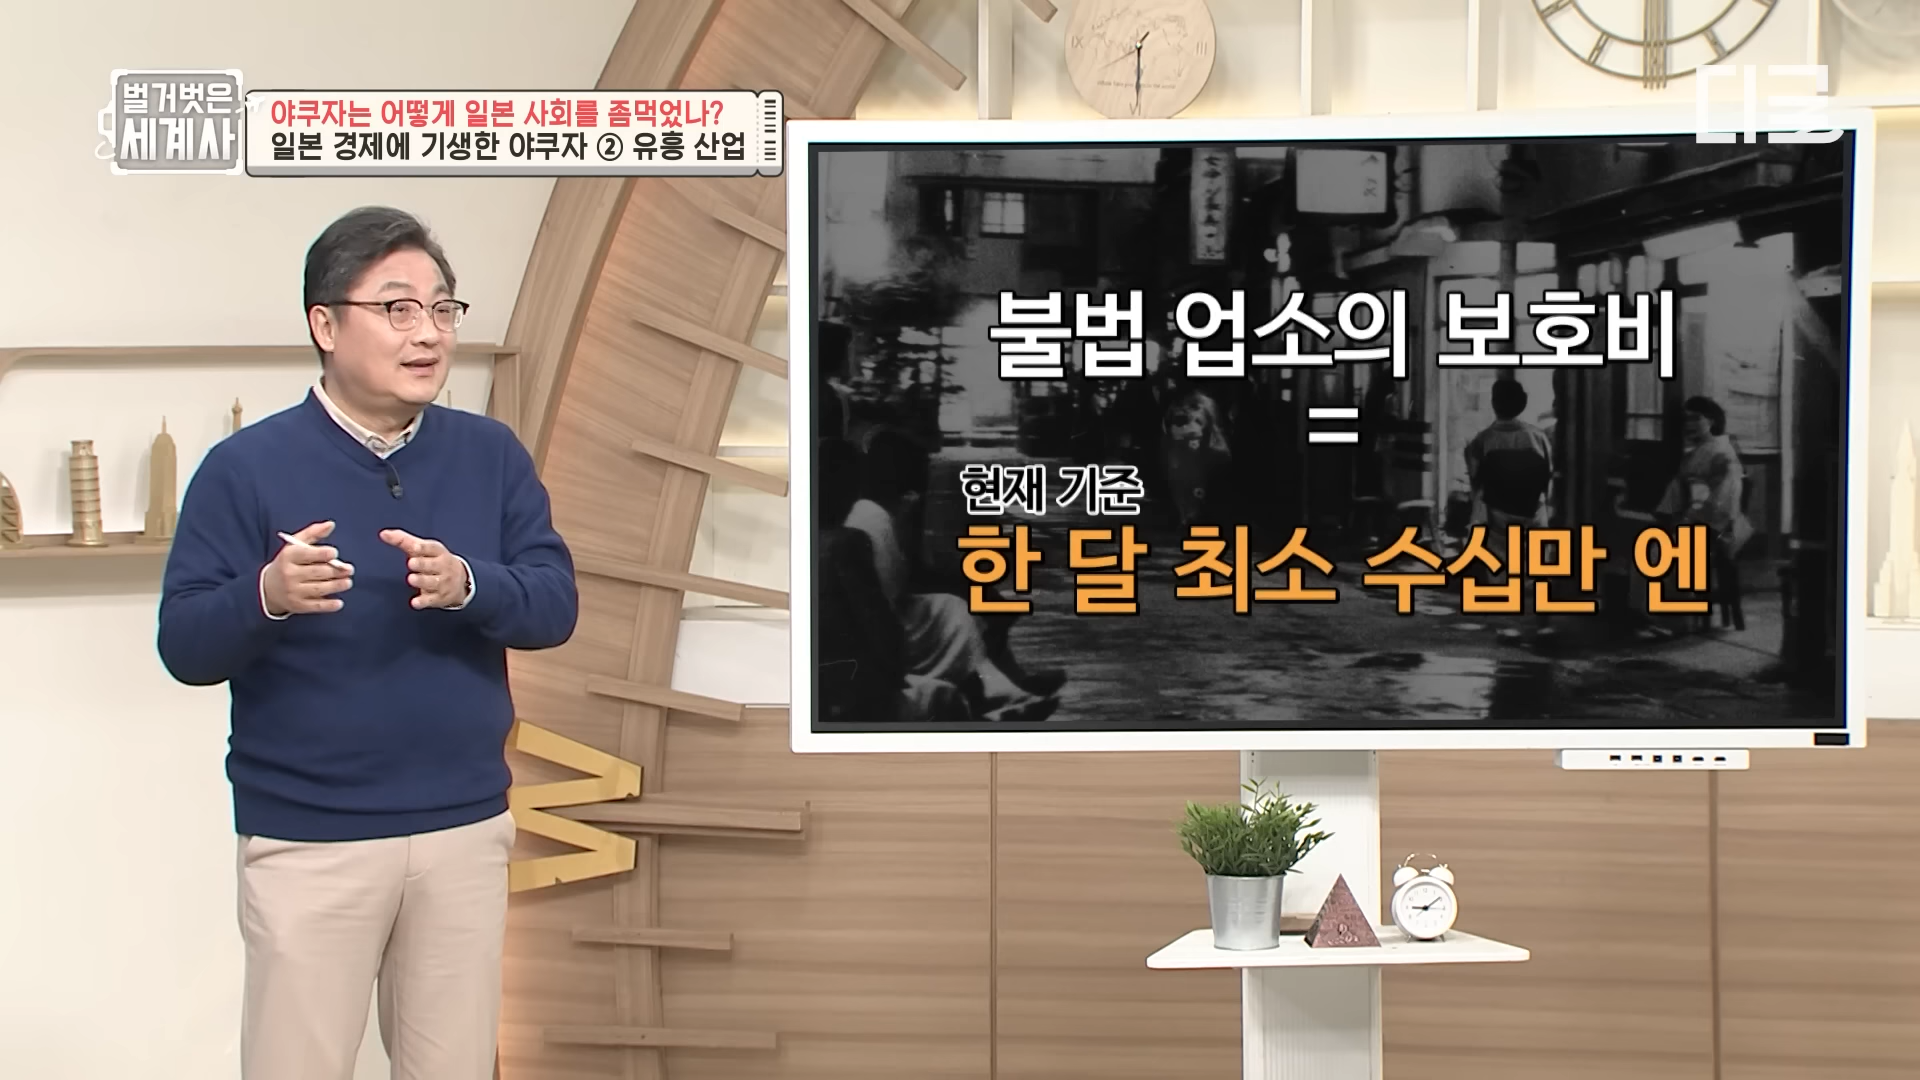 벌거벗은
세계사
야쿠자는 어떻게 일본 사회를 좀먹었나?
일본 경제에 기생한 야쿠자 ② 유흥 산업
디글
불법 업소의 보호비
=
현재 기준
한 달 최소 수십만 엔